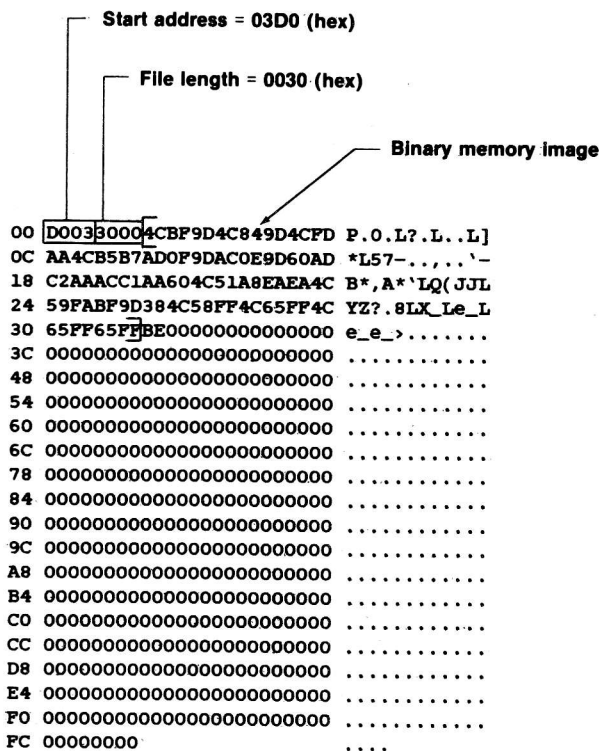 Start address = 03D0 (hex)
File length = 0030 (hex)
Binary memory image
00 D00330004CBF9D4C849D4CFD P.0.L?.L..L]
0C AA4CB5B7AD0F9DAC0E9D60AD *L57-..,..`-
18 C2AAACC1AA604C51A8EAEA4C B*,A*`LQ(JJL
24 59FABF9D384C58FF4C65FF4C YZ?.8LX_Le_L
30 65FF65FFBE00000000000000 e_e_>.......
3C 000000000000000000000000 ............
48 000000000000000000000000 ............
54 000000000000000000000000 ............
60 000000000000000000000000 ............
6C 000000000000000000000000 ............
78 000000000000000000000000 ............
84 000000000000000000000000 ............
90 000000000000000000000000 ............
9C 000000000000000000000000 ............
A8 000000000000000000000000 ............
B4 000000000000000000000000 ............
C0 000000000000000000000000 ............
CC 000000000000000000000000 ............
D8 000000000000000000000000 ............
E4 000000000000000000000000 ............
F0 000000000000000000000000 ............
FC 00000000 ....